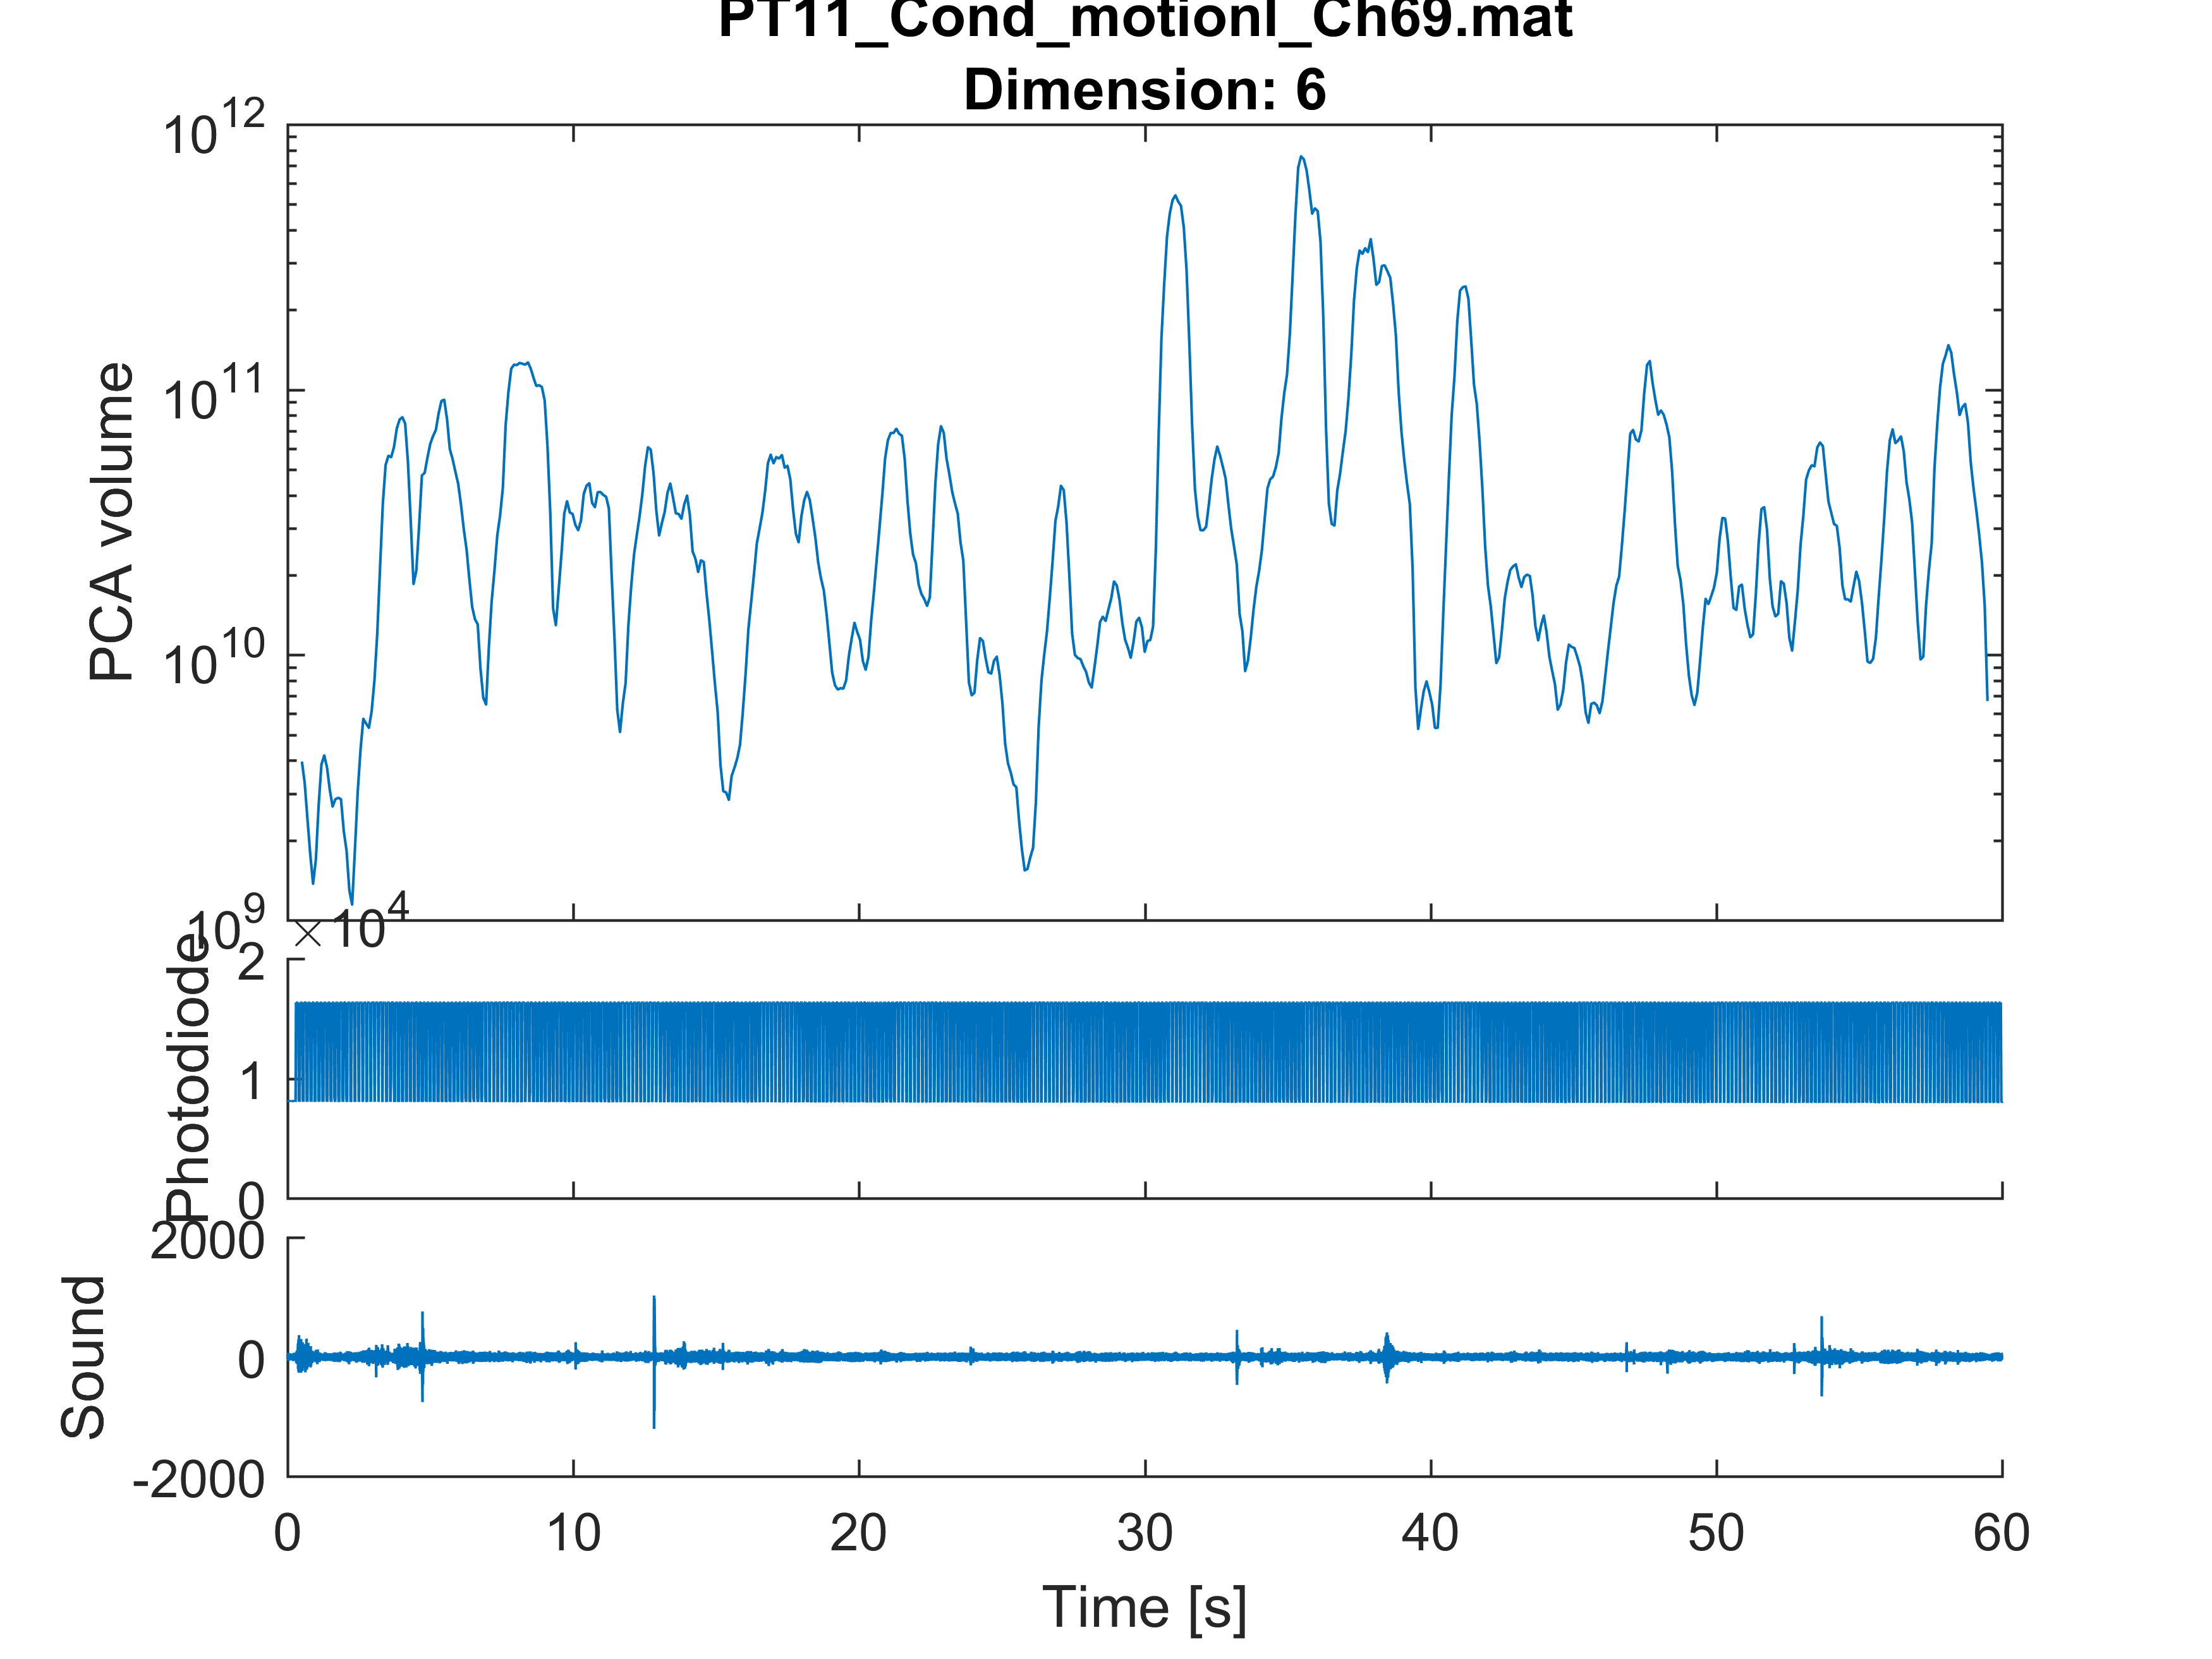 PT11_Cond_motionI_Ch69.mat
Dimension: 6
10^12
10^11
10^10
10^9
PCA volume
× 10^4
2
1
0
Photodiode
2000
0
-2000
Sound
0 10 20 30 40 50 60
Time [s]